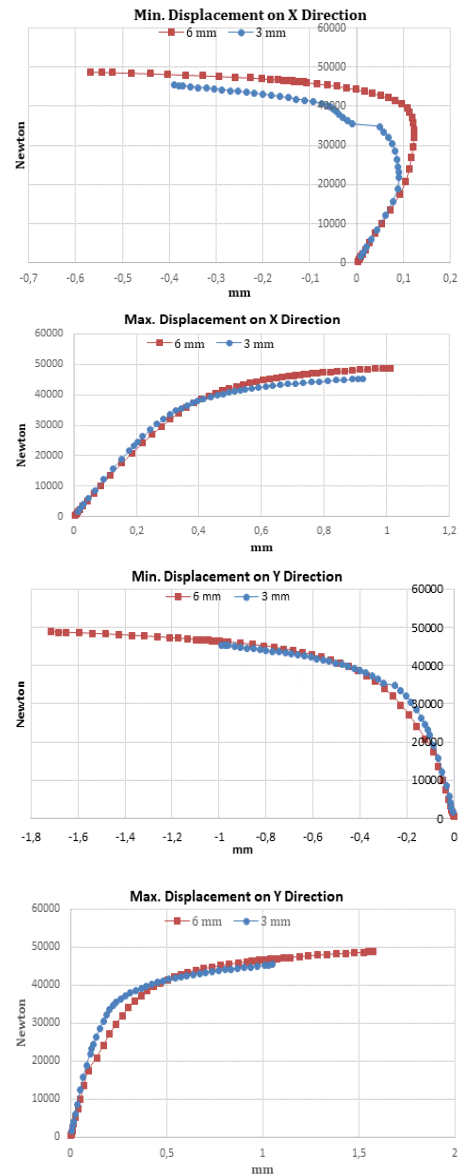 Min. Displacement on X Direction
60000
6 mm 3 mm
50000
40000
Newton
30000
20000
10000
0
-0,7 -0,6 -0,5 -0,4 -0,3 -0,2 -0,1 0 0,1 0,2
mm
Max. Displacement on X Direction
60000
6 mm 3 mm
50000
40000
Newton
30000
20000
10000
0
0 0,2 0,4 0,6 0,8 1 1,2
mm
Min. Displacement on Y Direction
60000
6 mm 3 mm
50000
40000
Newton
30000
20000
10000
0
-1,8 -1,6 -1,4 -1,2 -1 -0,8 -0,6 -0,4 -0,2 0
mm
Max. Displacement on Y Direction
60000
6 mm 3 mm
50000
40000
Newton
30000
20000
10000
0
0 0,5 1 1,5 2
mm